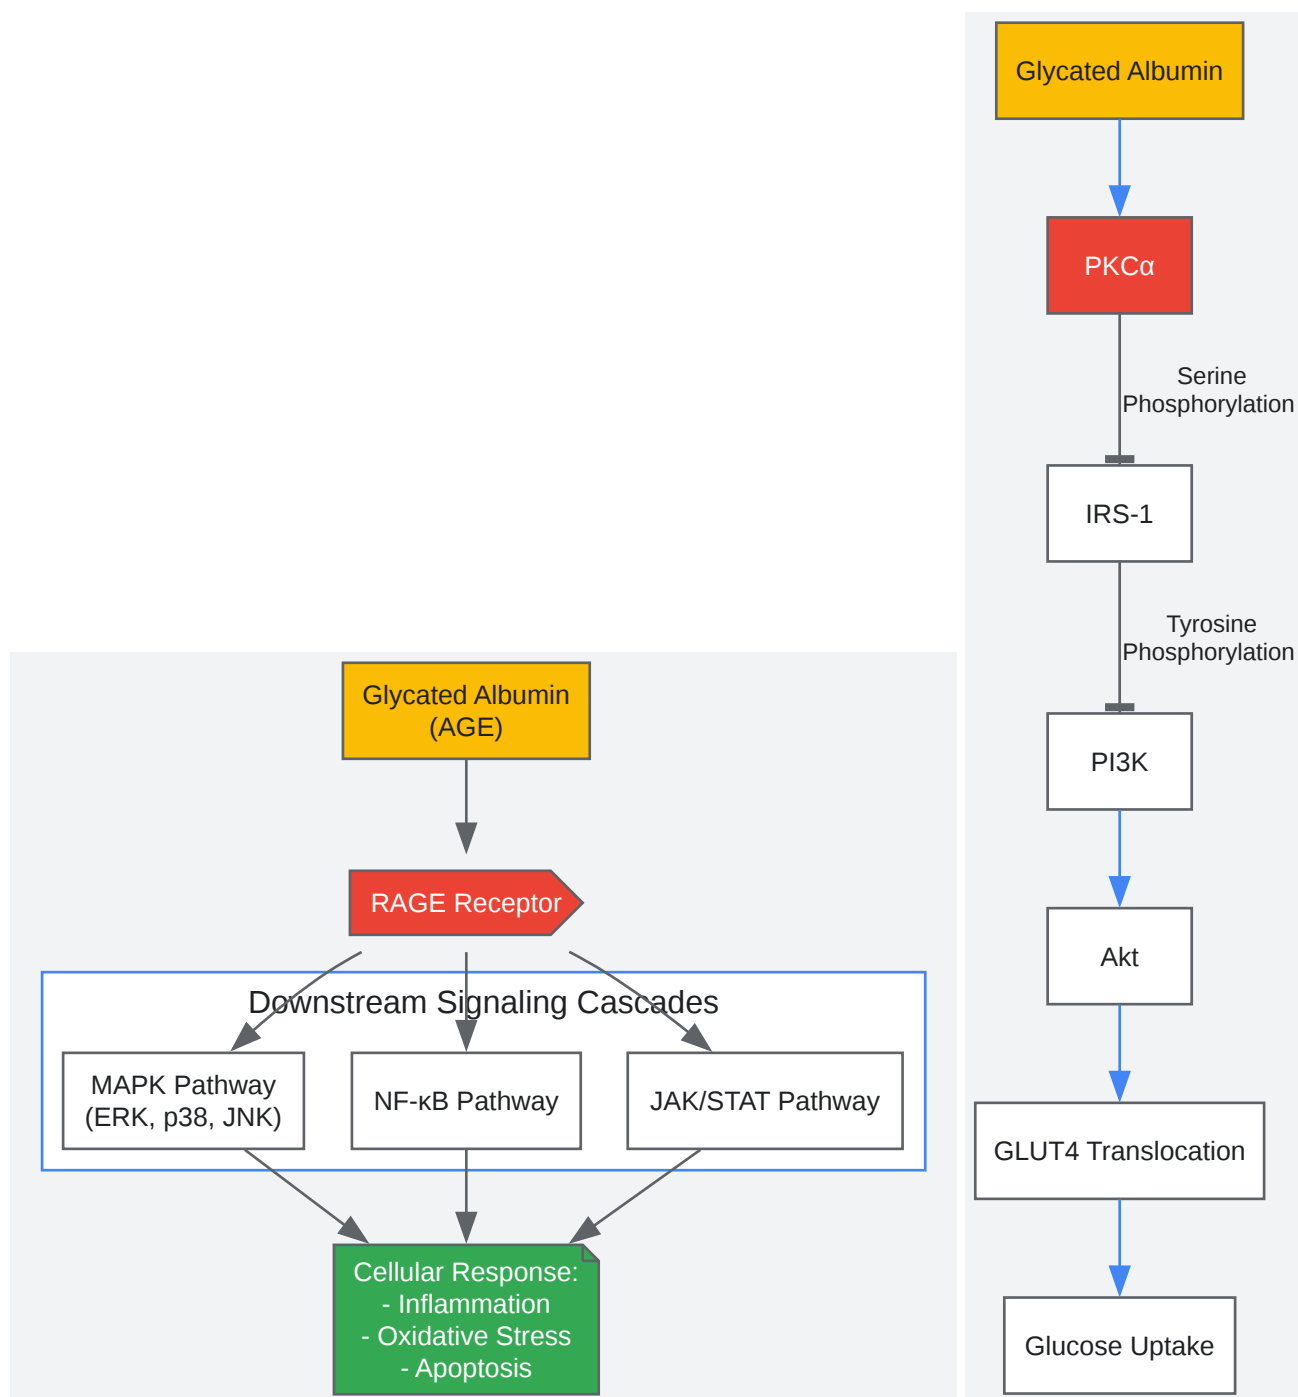 Glycated Albumin
PKCα
Serine
Phosphorylation
IRS-1
Tyrosine
Phosphorylation
PI3K
Akt
GLUT4 Translocation
Glucose Uptake
Glycated Albumin
(AGE)
RAGE Receptor
Downstream Signaling Cascades
MAPK Pathway
(ERK, p38, JNK)
NF-κB Pathway
JAK/STAT Pathway
Cellular Response:
- Inflammation
- Oxidative Stress
- Apoptosis